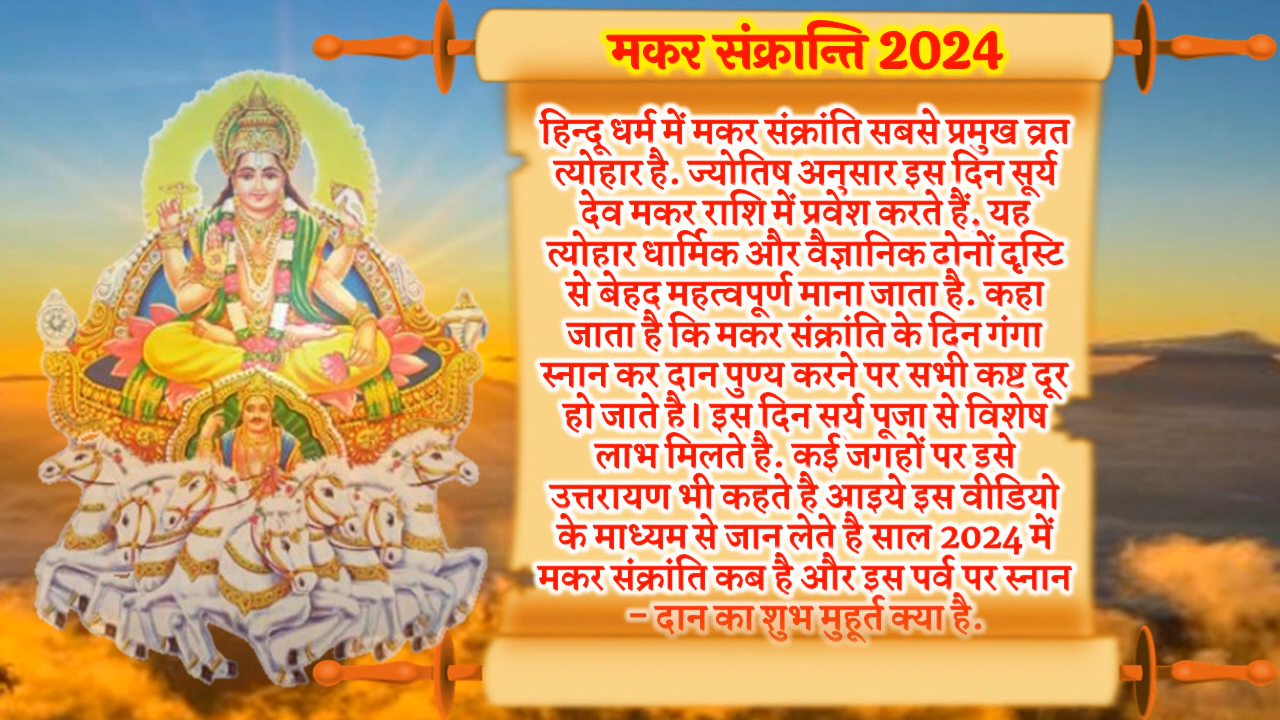 मकर संक्रान्ति 2024
हिन्दू धर्म में मकर संक्रांति सबसे प्रमुख व्रत
त्योहार है. ज्योतिष अनुसार इस दिन सूर्य
देव मकर राशि में प्रवेश करते हैं. यह
त्योहार धार्मिक और वैज्ञानिक दोनों दृस्टि
से बेहद महत्वपूर्ण माना जाता है. कहा
जाता है कि मकर संक्रांति के दिन गंगा
स्नान कर दान पुण्य करने पर सभी कष्ट दूर
हो जाते है। इस दिन सर्य पूजा से विशेष
लाभ मिलते है. कई जगहों पर इसे
उत्तरायण भी कहते है आइये इस वीडियो
के माध्यम से जान लेते है साल 2024 में
मकर संक्रांति कब है और इस पर्व पर स्नान
– दान का शुभ मुहूर्त क्या है.